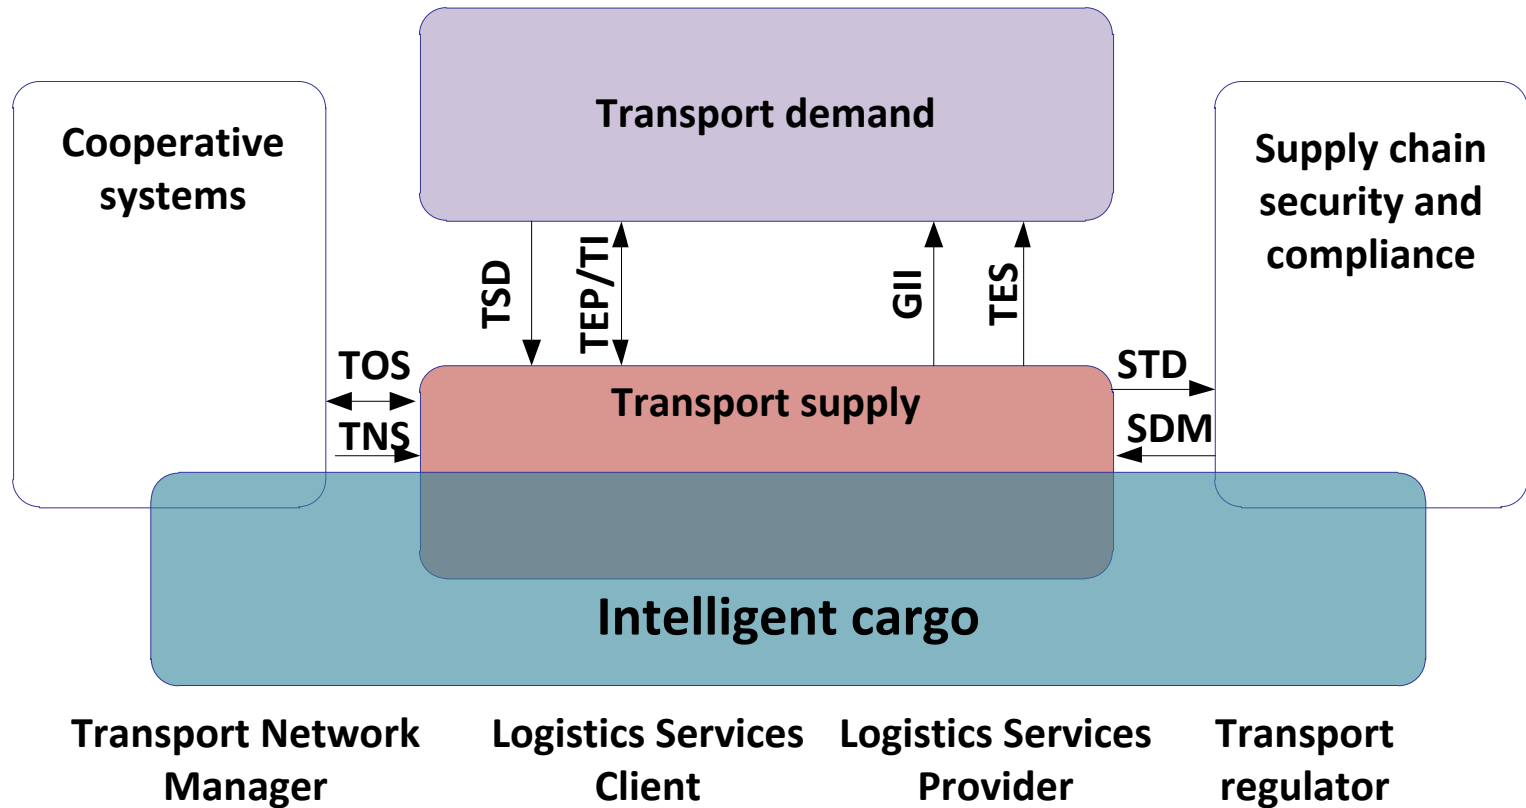 Transport demand
Cooperative
systems
Supply chain
security and
compliance
TSD
TEP/TI
GII
TES
TOS
TNS
Transport supply
STD
SDM
Intelligent cargo
Transport Network
Manager
Logistics Services
Client
Logistics Services
Provider
Transport
regulator